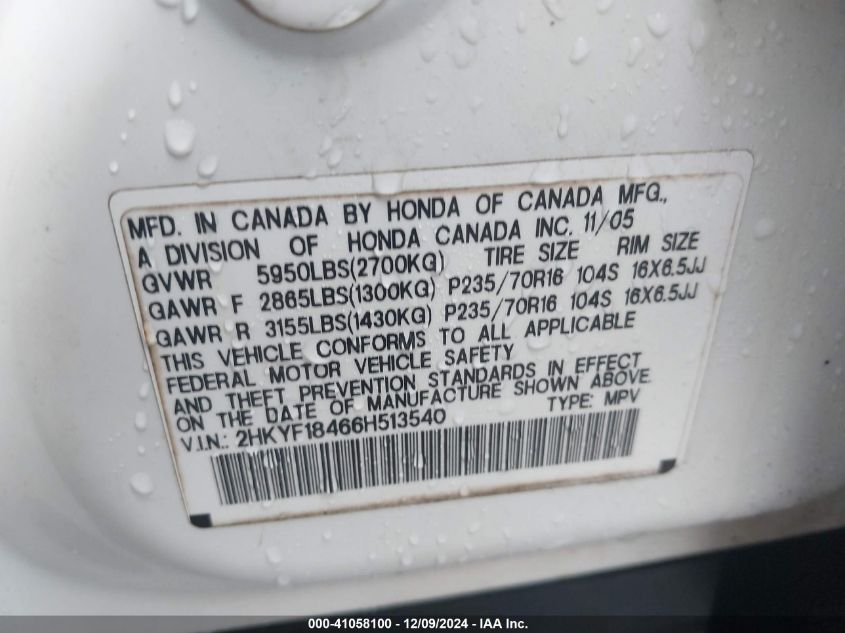 MFD. IN CANADA BY HONDA OF CANADA MFG.,
A DIVISION OF HONDA CANADA INC. 11/05
GVWR 5950LBS(2700KG) TIRE SIZE RIM SIZE
GAWR F 2865LBS(1300KG) P235/70R16 104S 16X6.5JJ
GAWR R 3155LBS(1430KG) P235/70R16 104S 16X6.5JJ
THIS VEHICLE CONFORMS TO ALL APPLICABLE
FEDERAL MOTOR VEHICLE SAFETY
AND THEFT PREVENTION STANDARDS IN EFFECT
ON THE DATE OF MANUFACTURE SHOWN ABOVE.
V.I.N.: 2HKYF18466H513540 TYPE: MPV
000-41058100 - 12/09/2024 - IAA Inc.